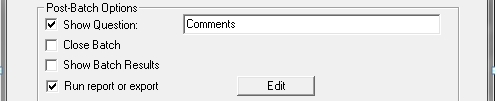 Post-Batch Options
Show Question: Comments
Close Batch
Show Batch Results
Run report or export Edit